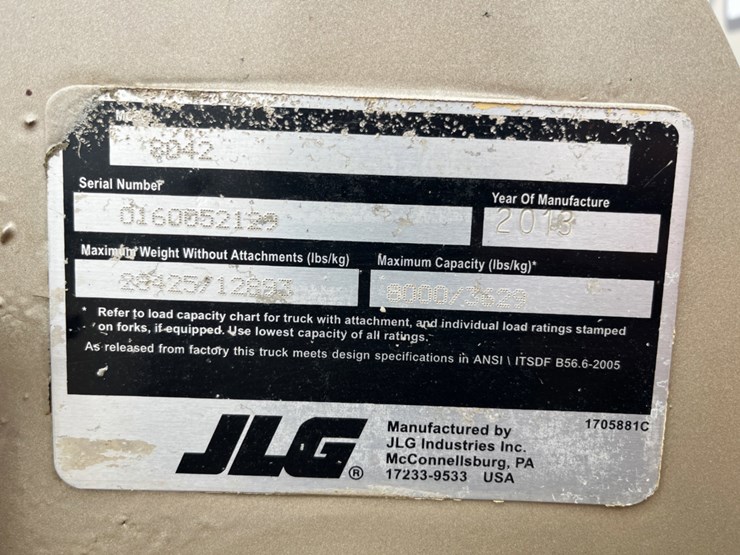 8042
Serial Number
Year Of Manufacture
0160052129
2013
Maximum Weight Without Attachments (lbs/kg)
Maximum Capacity (lbs/kg)*
28425/12893
8000/3629
* Refer to load capacity chart for truck with attachment, and individual load ratings stamped
on forks, if equipped. Use lowest capacity of all ratings.
As released from factory this truck meets design specifications in ANSI \ ITSDF B56.6-2005
JLG®
Manufactured by
JLG Industries Inc.
McConnellsburg, PA
17233-9533 USA
1705881C